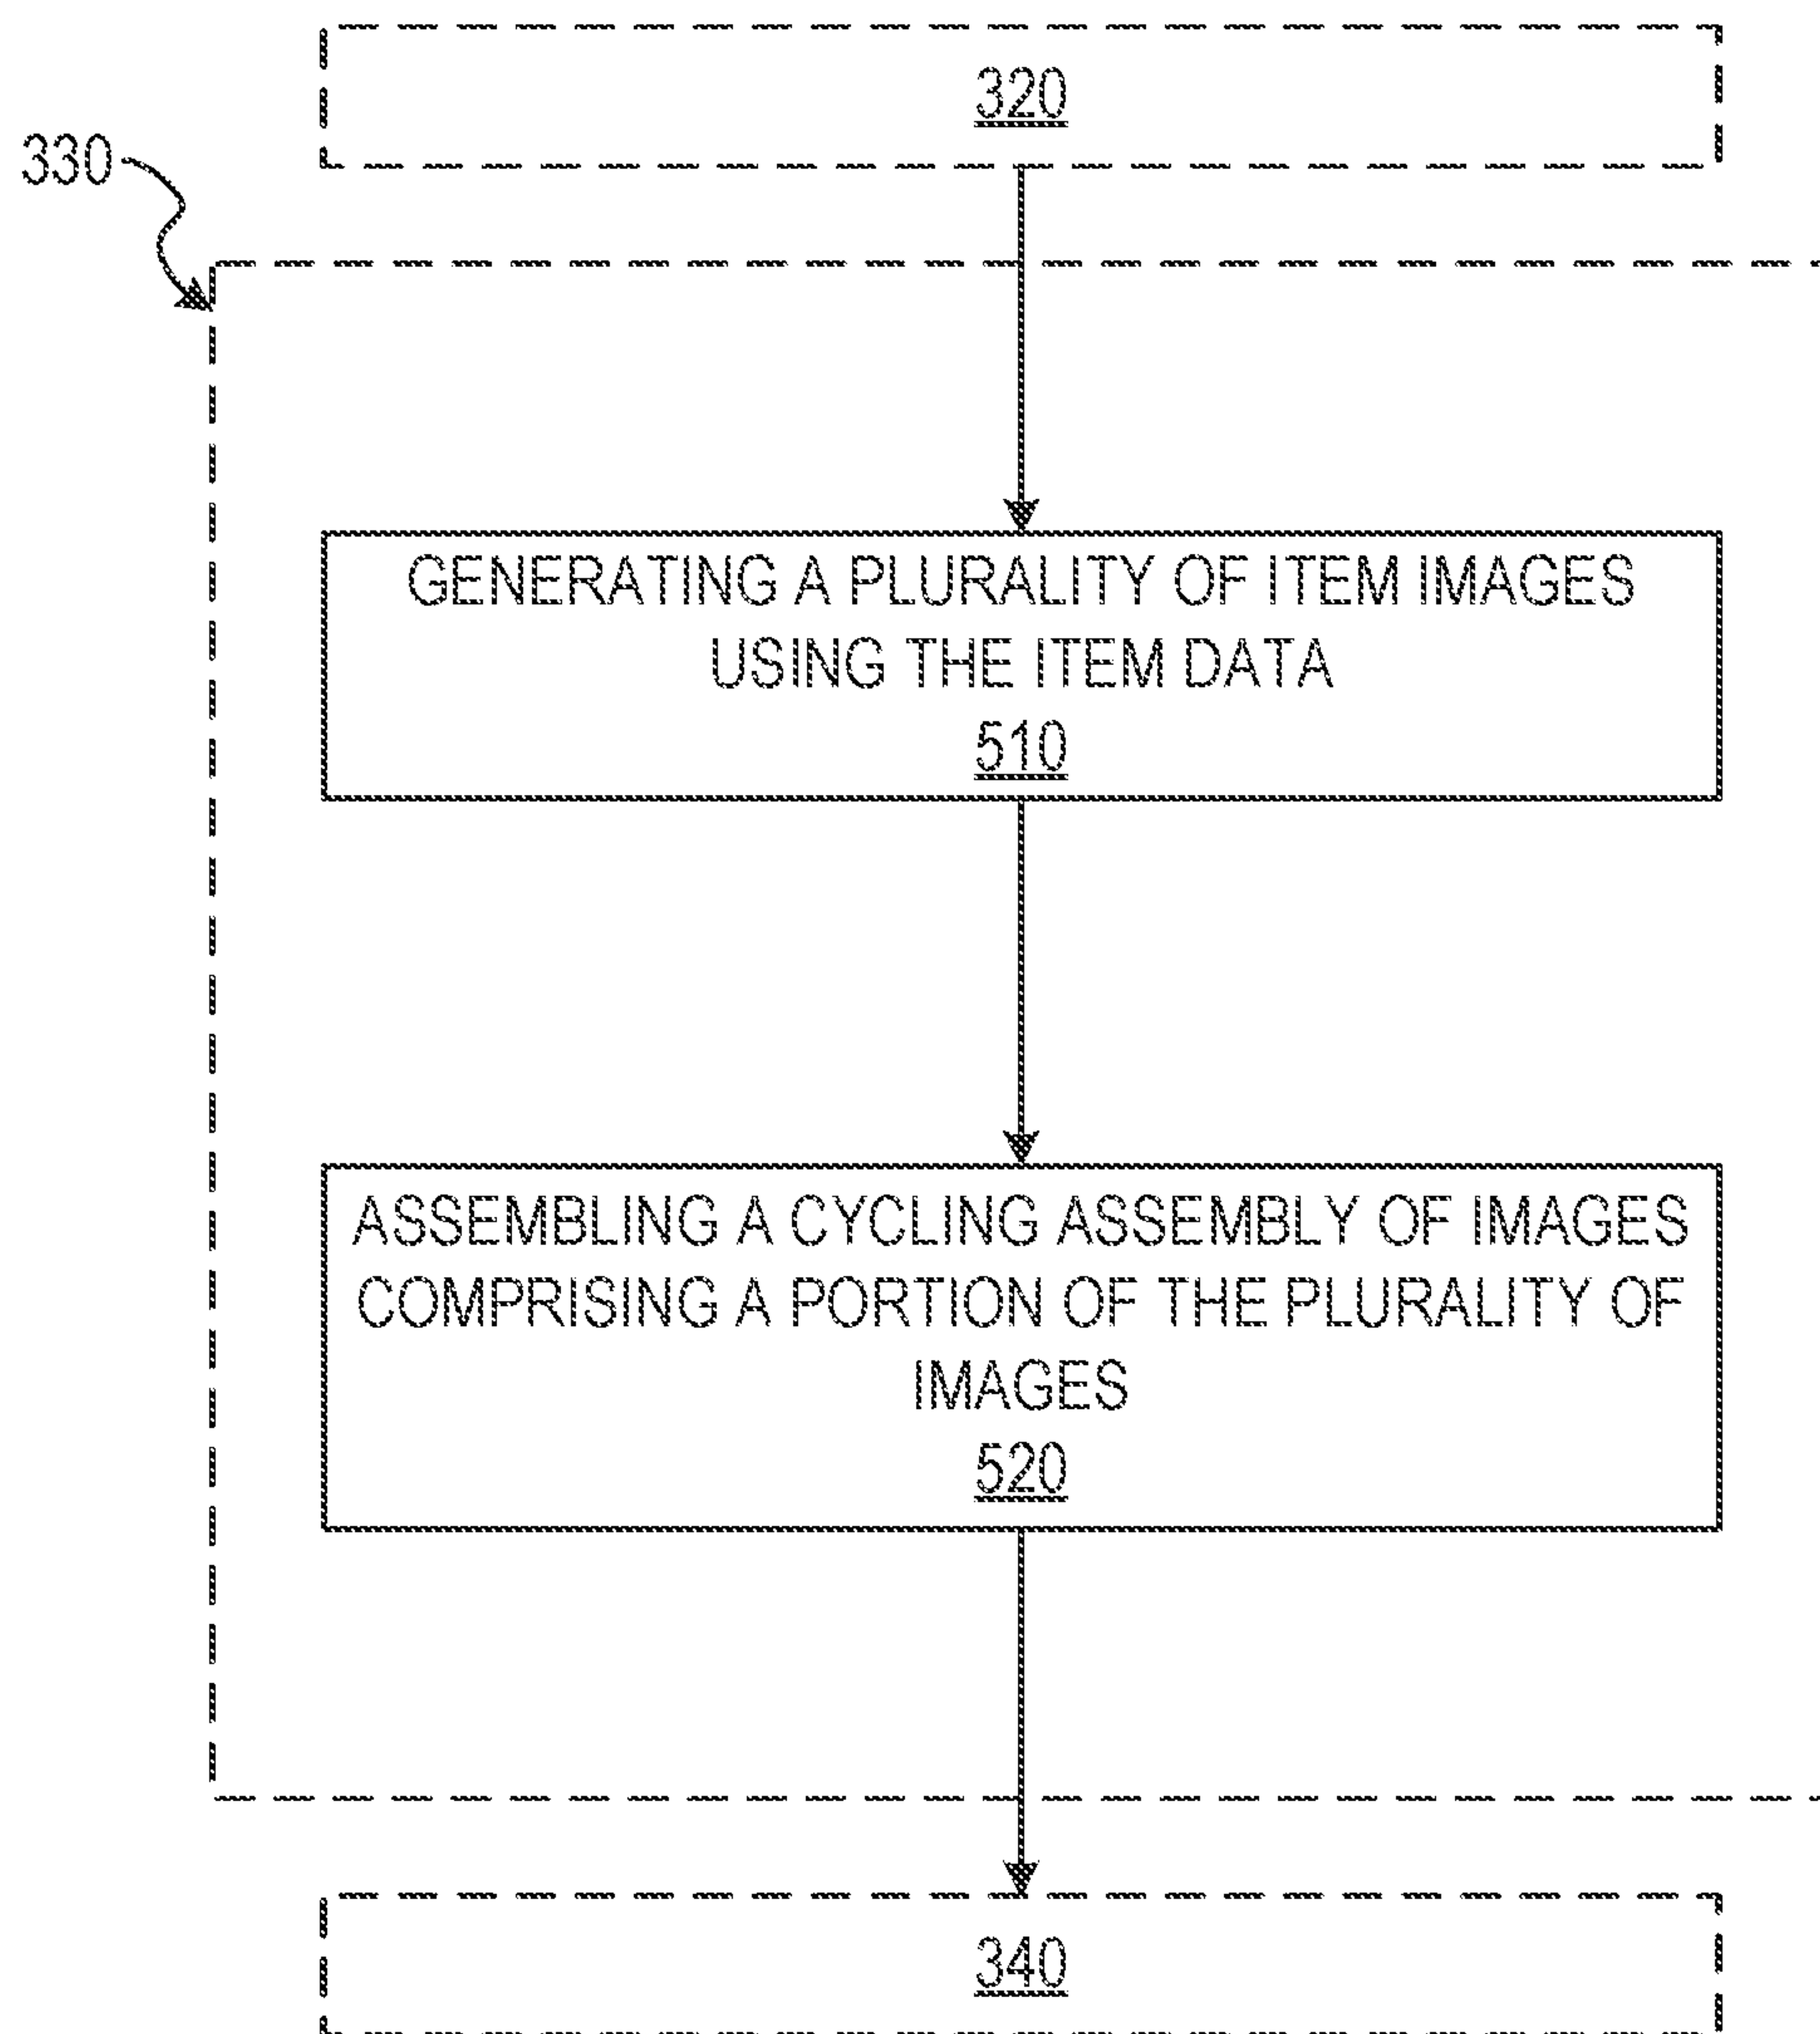 320
330
GENERATING A PLURALITY OF ITEM IMAGES
USING THE ITEM DATA
510
ASSEMBLING A CYCLING ASSEMBLY OF IMAGES
COMPRISING A PORTION OF THE PLURALITY OF
IMAGES
520
340